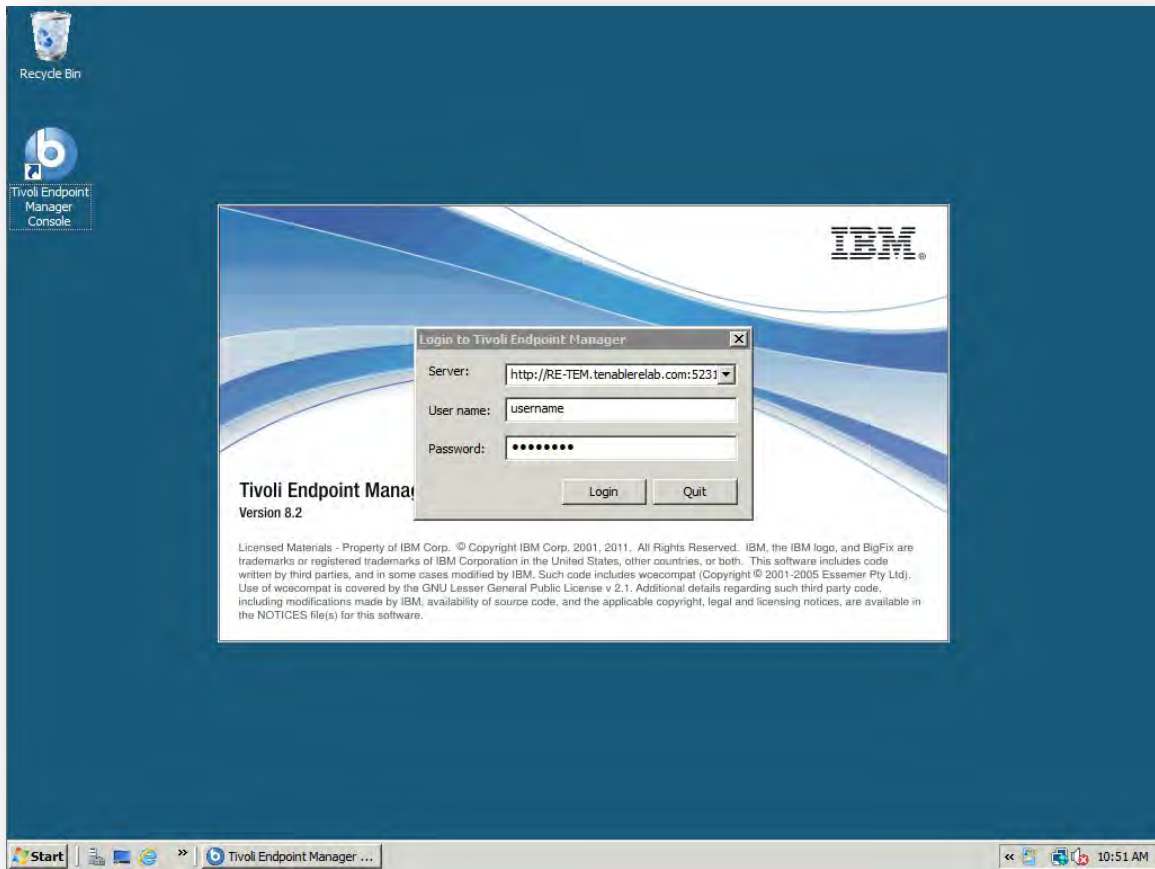 Recycle Bin
Tivoli Endpoint
Manager
Console
IBM®
Login to Tivoli Endpoint Manager
Server: http://RE-TEM.tenablerelab.com:5231
User name: username
Password: ••••••••
Login Quit
Tivoli Endpoint Mana
Version 8.2
Licensed Materials - Property of IBM Corp. © Copyright IBM Corp. 2001, 2011. All Rights Reserved. IBM, the IBM logo, and BigFix are
trademarks or registered trademarks of IBM Corporation in the United States, other countries, or both. This software includes code
written by third parties, and in some cases modified by IBM. Such code includes wcecompat (Copyright © 2001-2005 Essemer Pty Ltd).
Use of wcecompat is covered by the GNU Lesser General Public License v 2.1. Additional details regarding such third party code,
including modifications made by IBM, availability of source code, and the applicable copyright, legal and licensing notices, are available in
the NOTICES file(s) for this software.
Start » Tivoli Endpoint Manager ... « 10:51 AM